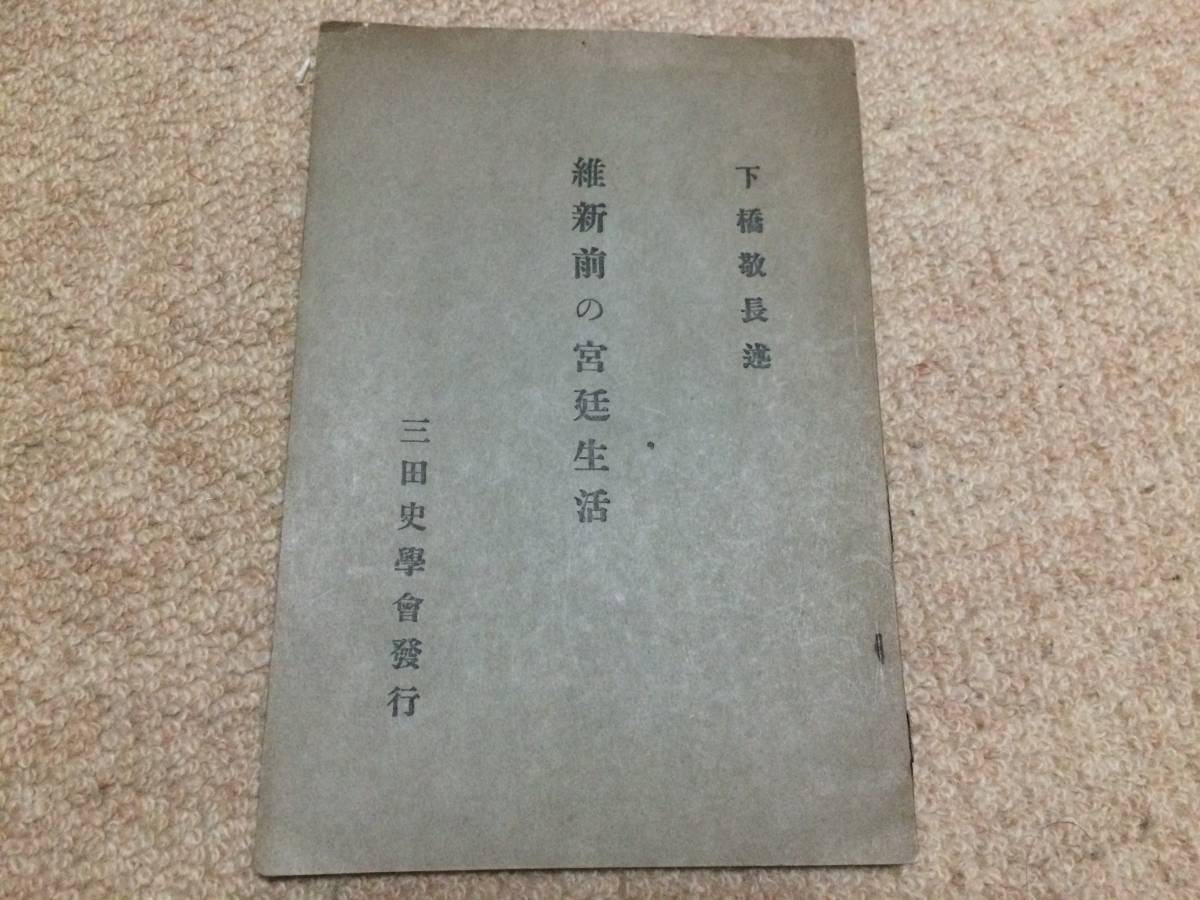 下橋敬長述
維新前の宮廷生活
三田史學會發行